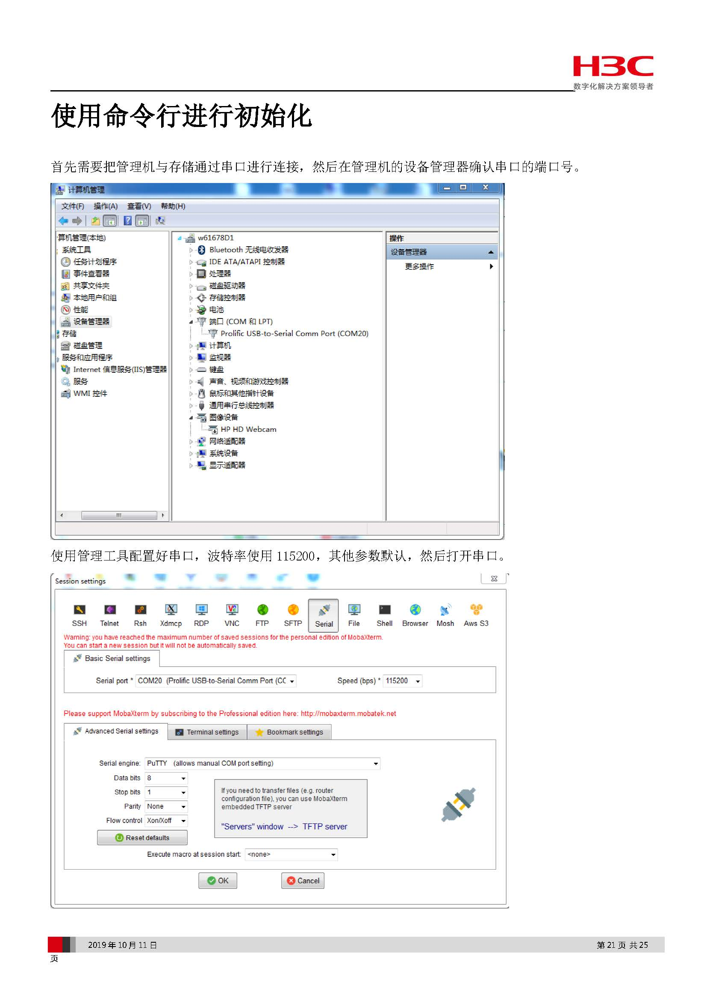 H3C
数字化解决方案领导者
使用命令行进行初始化
首先需要把管理机与存储通过串口进行连接，然后在管理机的设备管理器确认串口的端口号。
计算机管理
文件(F) 操作(A) 查看(V) 帮助(H)
算机管理(本地)
系统工具
任务计划程序
事件查看器
共享文件夹
本地用户和组
性能
设备管理器
存储
磁盘管理
服务和应用程序
Internet 信息服务(IIS)管理器
服务
WMI 控件
w61678D1
Bluetooth 无线电收发器
IDE ATA/ATAPI 控制器
处理器
磁盘驱动器
存储控制器
电池
端口 (COM 和 LPT)
Prolific USB-to-Serial Comm Port (COM20)
计算机
监视器
键盘
声音、视频和游戏控制器
鼠标和其他指针设备
通用串行总线控制器
图像设备
HP HD Webcam
网络适配器
系统设备
显示适配器
操作
设备管理器
更多操作
使用管理工具配置好串口，波特率使用 115200，其他参数默认，然后打开串口。
Session settings
SSH Telnet Rsh Xdmcp RDP VNC FTP SFTP Serial File Shell Browser Mosh Aws S3
Warning: you have reached the maximum number of saved sessions for the personal edition of MobaXterm.
You can start a new session but it will not be automatically saved.
Basic Serial settings
Serial port * COM20 (Prolific USB-to-Serial Comm Port (CC Speed (bps) * 115200
Please support MobaXterm by subscribing to the Professional edition here: http://mobaxterm.mobatek.net
Advanced Serial settings Terminal settings Bookmark settings
Serial engine: PuTTY (allows manual COM port setting)
Data bits 8
Stop bits 1
Parity None
Flow control Xon/Xoff
Reset defaults
If you need to transfer files (e.g. router
configuration file), you can use MobaXterm
embedded TFTP server
"Servers" window --> TFTP server
Execute macro at session start: <none>
OK Cancel
2019年10月11日 第21页 共25
页